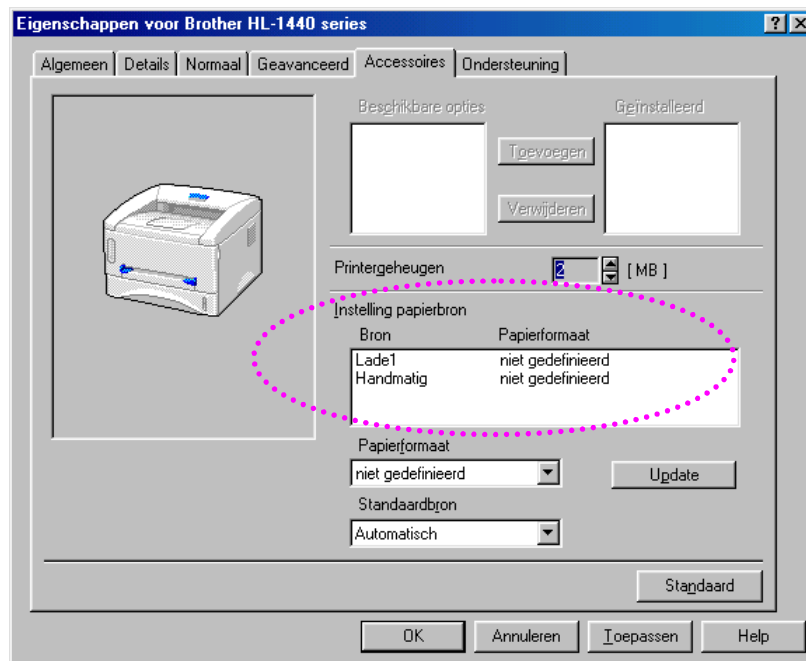 Eigenschappen voor Brother HL-1440 series
Algemeen Details Normaal Geavanceerd Accessoires Ondersteuning
Beschikbare opties Geïnstalleerd
Toevoegen
Verwijderen
Printergeheugen 2 [ MB ]
Instelling papierbron
Bron Papierformaat
Lade1 niet gedefinieerd
Handmatig niet gedefinieerd
Papierformaat
niet gedefinieerd Update
Standaardbron
Automatisch
Standaard
OK Annuleren Toepassen Help